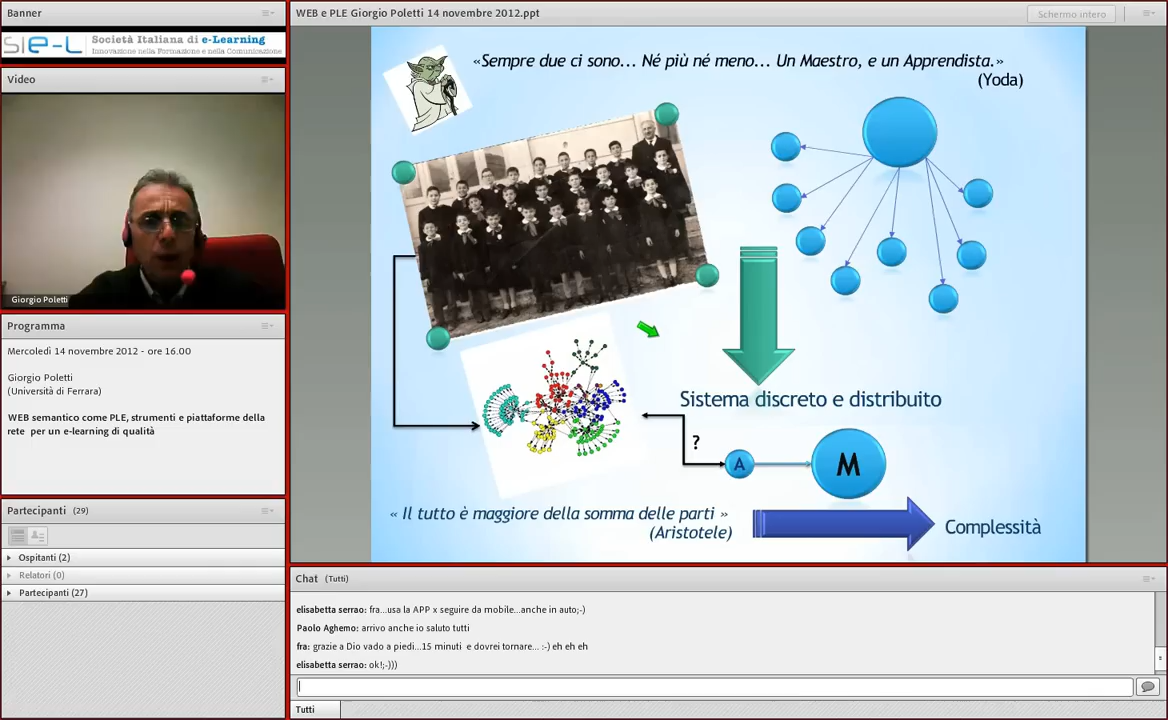 Banner
WEB e PLE Giorgio Poletti 14 novembre 2012.ppt
Schermo intero
SIe-L Società Italiana di e-Learning
Innovazione nella Formazione e nella Comunicazione
Video
Giorgio Poletti
Programma
Mercoledì 14 novembre 2012 - ore 16.00
Giorgio Poletti
(Università di Ferrara)
WEB semantico come PLE, strumenti e piattaforme della
rete per un e-learning di qualità
Partecipanti (29)
Ospitanti (2)
Relatori (0)
Partecipanti (27)
«Sempre due ci sono... Né più né meno... Un Maestro, e un Apprendista.»
(Yoda)
Sistema discreto e distribuito
?
A
M
« Il tutto è maggiore della somma delle parti »
(Aristotele)
Complessità
Chat (Tutti)
elisabetta serrao: fra...usa la APP x seguire da mobile...anche in auto;-)
Paolo Aghemo: arrivo anche io saluto tutti
fra: grazie a Dio vado a piedi...15 minuti e dovrei tornare... :-) eh eh eh
elisabetta serrao: ok!;-)))
Tutti